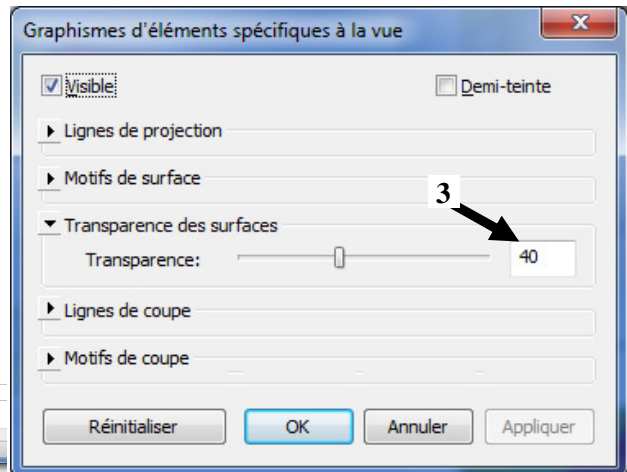 Graphismes d'éléments spécifiques à la vue
Visible Demi-teinte
Lignes de projection
Motifs de surface
3
Transparence des surfaces
Transparence: 40
Lignes de coupe
Motifs de coupe
Réinitialiser OK Annuler Appliquer